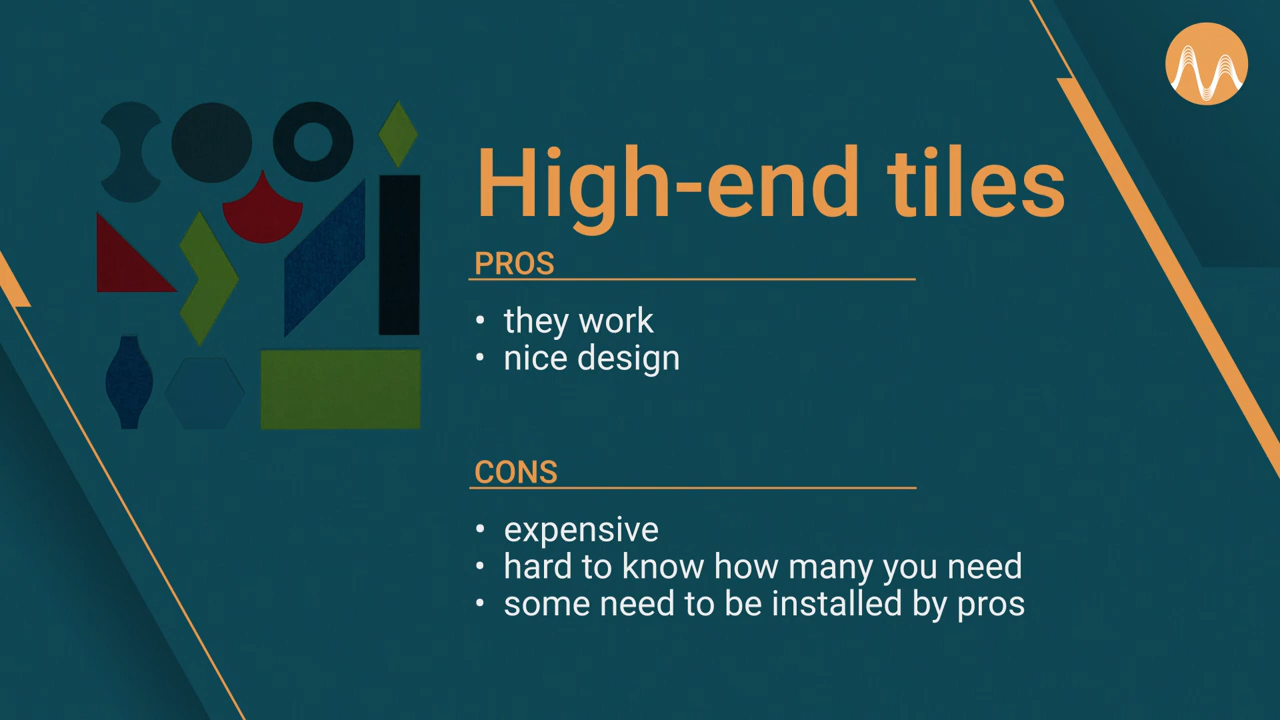 High-end tiles
PROS
• they work
• nice design
CONS
• expensive
• hard to know how many you need
• some need to be installed by pros